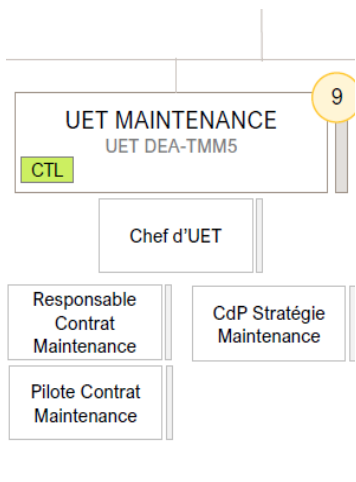 9
UET MAINTENANCE
UET DEA-TMM5
CTL
Chef d'UET
Responsable
Contrat
Maintenance
CdP Stratégie
Maintenance
Pilote Contrat
Maintenance